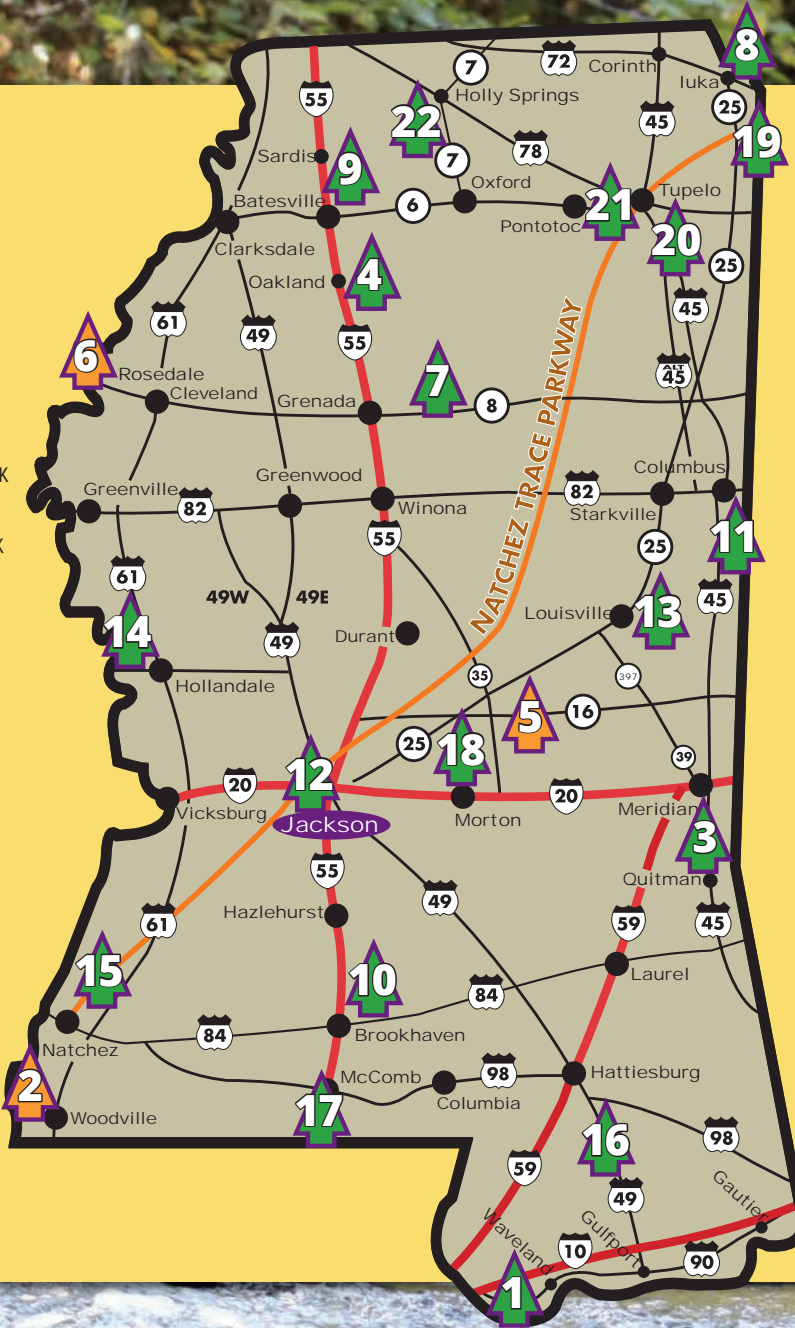 8
7
72
Corinth
Iuka
55
Holly Springs
25
22
45
19
Sardis
9
7
78
Oxford
Tupelo
Batesville
6
21
Pontotoc
20
Clarksdale
4
Oakland
25
61
49
55
45
6
Rosedale
7
ALT
45
Cleveland
Grenada
8
NATCHEZ TRACE PARKWAY
K
Greenwood
Columbus
Greenville
82
Winona
82
Starkville
K
55
25
11
61
49W
49E
45
14
49
Durant
Louisville
13
35
397
Hollandale
5
16
25
18
39
12
20
20
Vicksburg
Jackson
Morton
Meridian
3
55
Quitman
49
Hazlehurst
61
59
45
15
10
Laurel
84
84
Natchez
Brookhaven
2
McComb
98
Hattiesburg
Columbia
Woodville
17
16
98
59
49
Gautier
Waveland
Gulfport
10
90
1